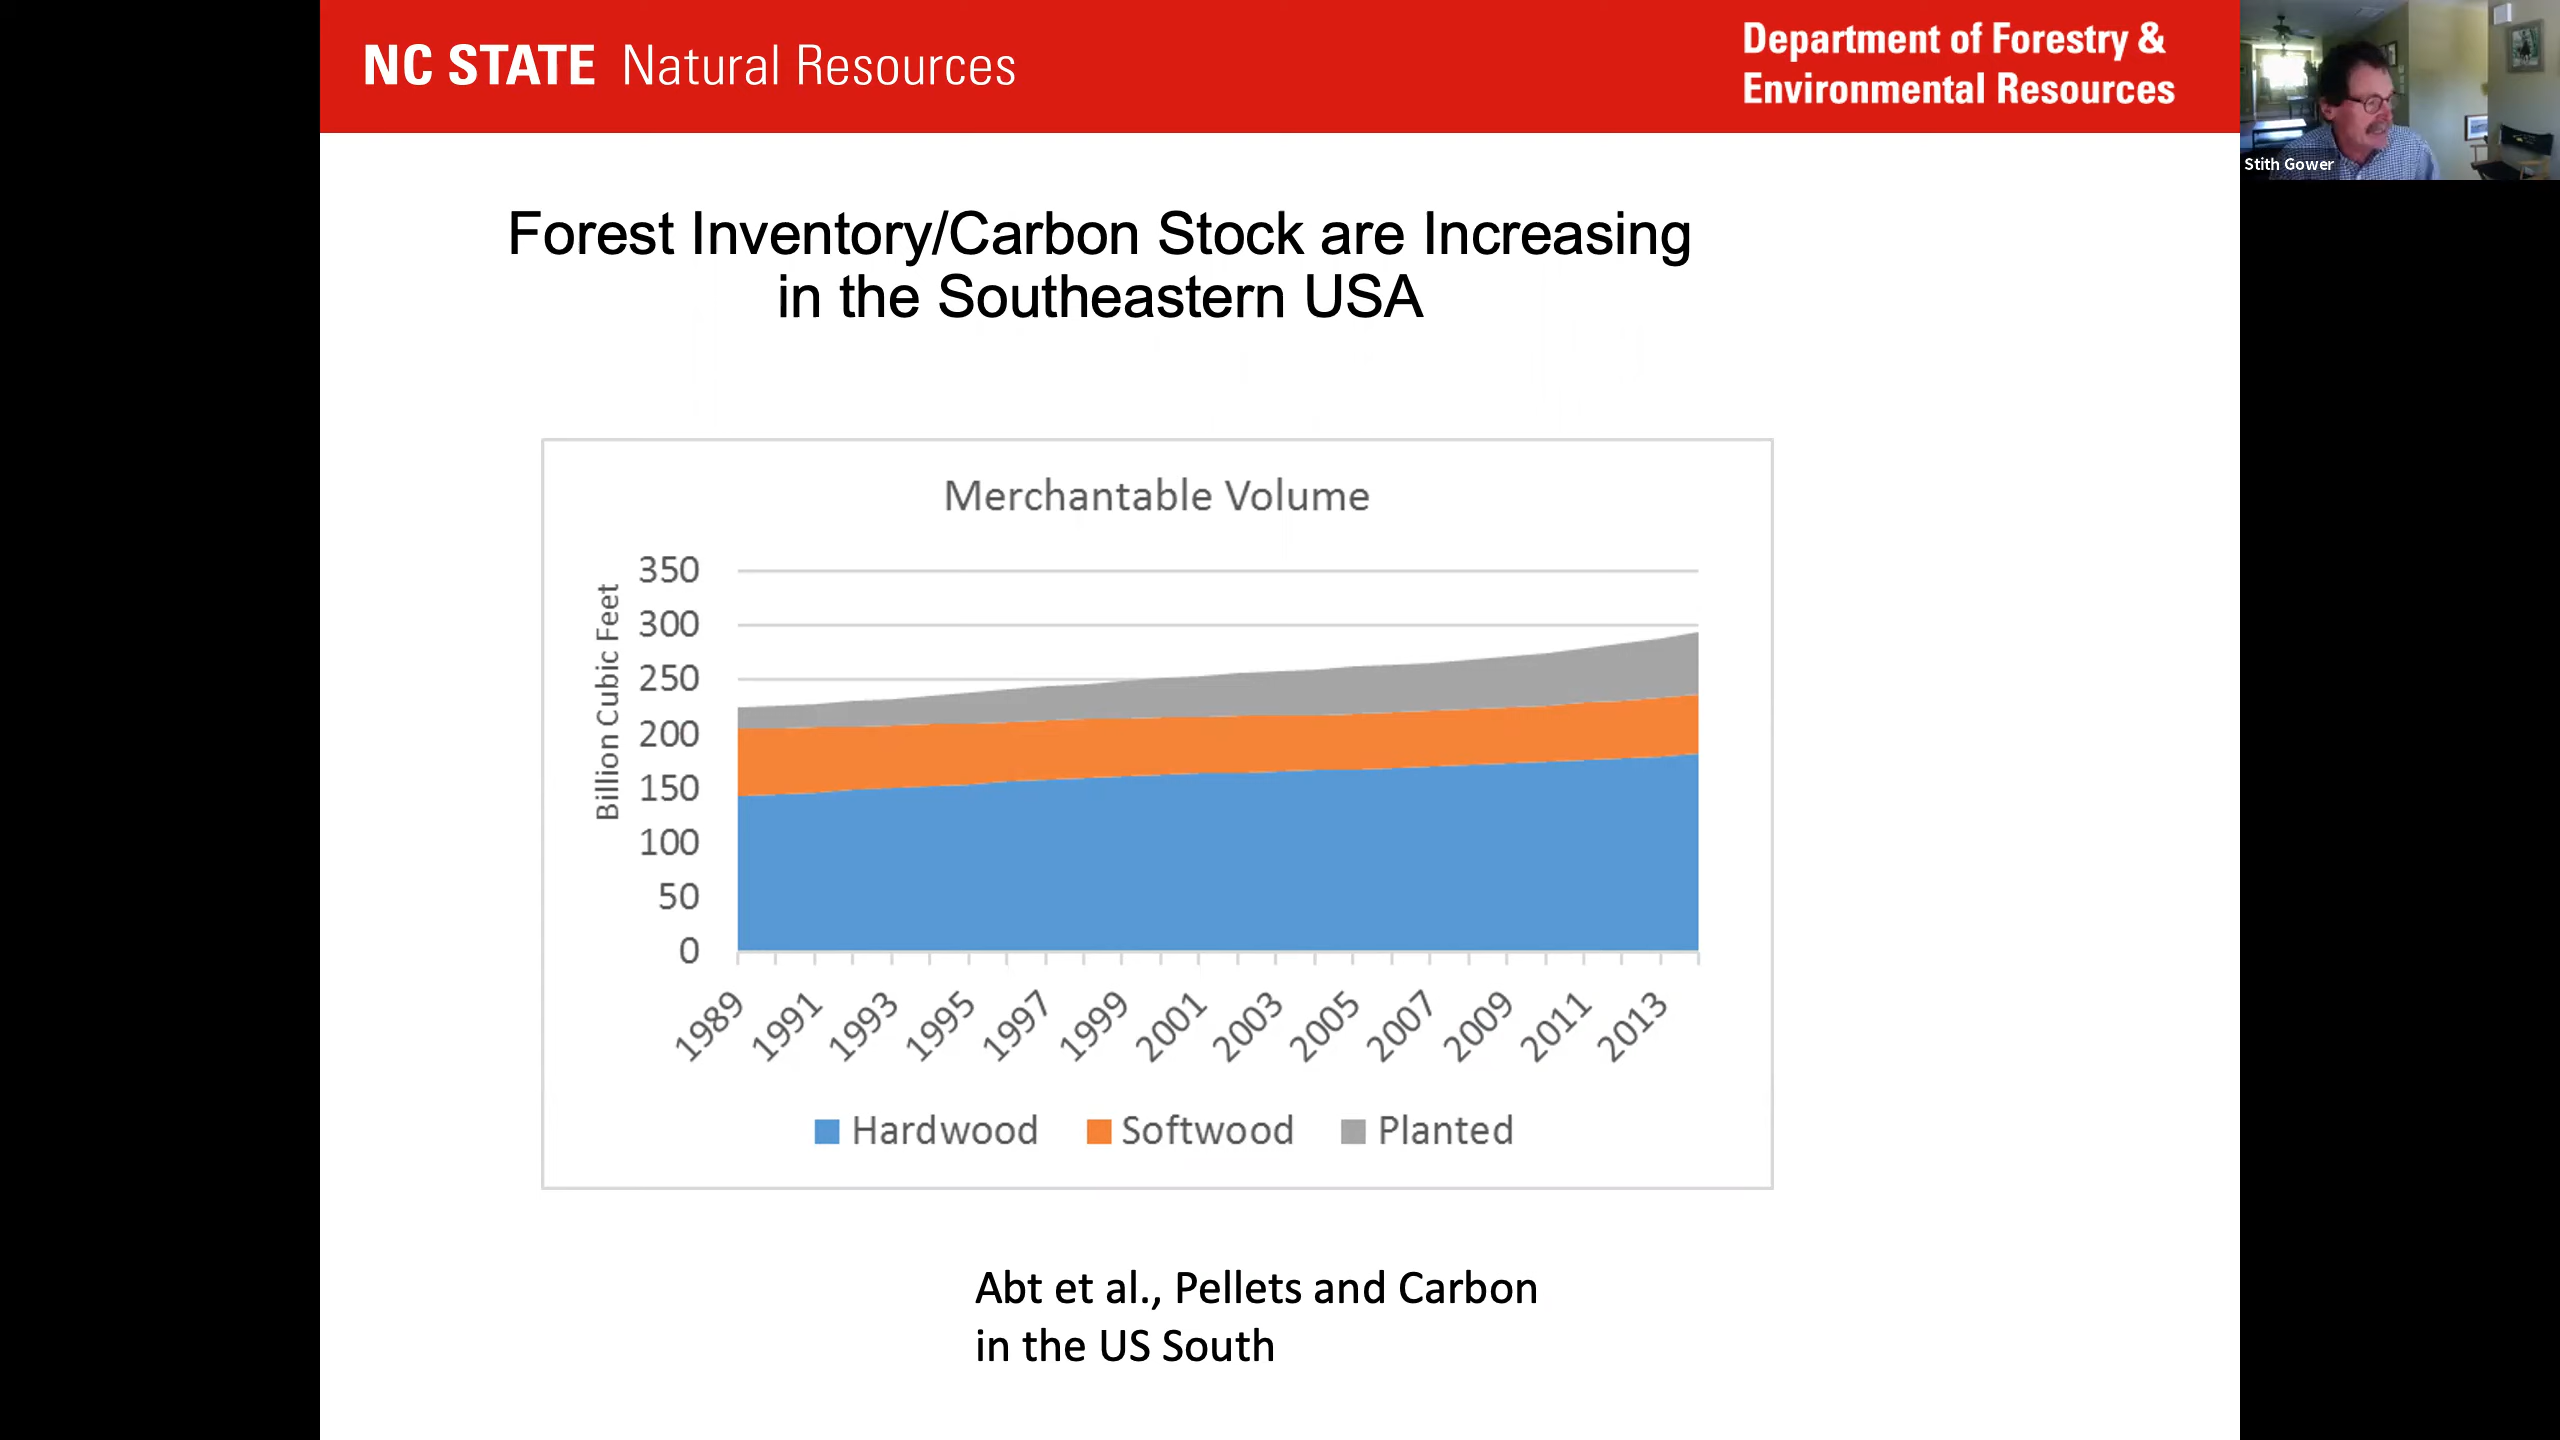 NC STATE Natural Resources
Department of Forestry &
Environmental Resources
Stith Gower
Forest Inventory/Carbon Stock are Increasing
in the Southeastern USA
Merchantable Volume
Billion Cubic Feet
350
300
250
200
150
100
50
0
1989
1991
1993
1995
1997
1999
2001
2003
2005
2007
2009
2011
2013
Hardwood
Softwood
Planted
Abt et al., Pellets and Carbon
in the US South